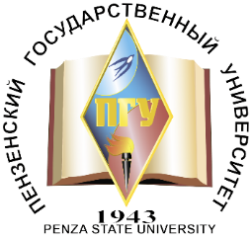 ПЕНЗЕНСКИЙ ГОСУДАРСТВЕННЫЙ УНИВЕРСИТЕТ
ПГУ
1943
PENZA STATE UNIVERSITY